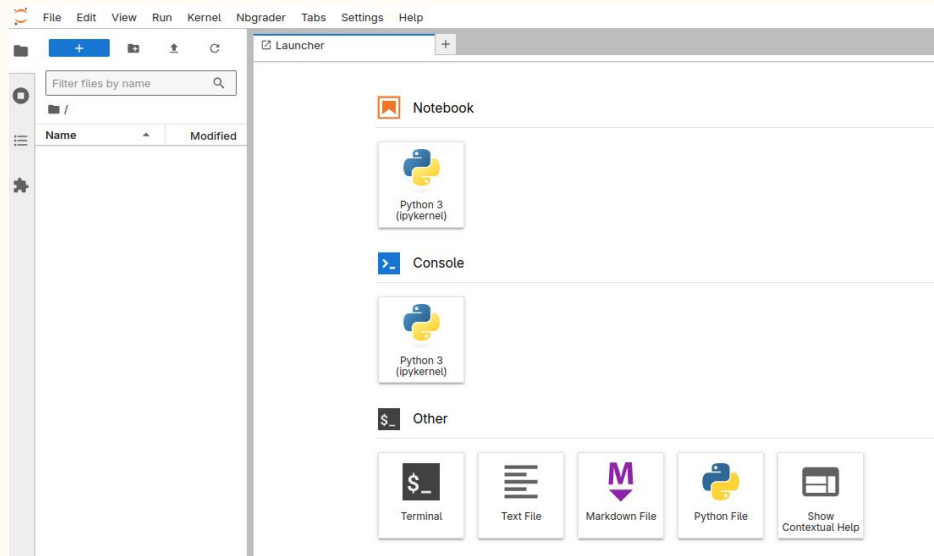 File Edit View Run Kernel Nbgrader Tabs Settings Help
+
Launcher +
Filter files by name
/
Name Modified
Notebook
Python 3
(ipykernel)
>_ Console
Python 3
(ipykernel)
$_ Other
$_
M
Terminal Text File Markdown File Python File Show
Contextual Help